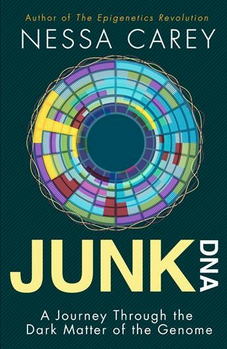 Author of The Epigenetics Revolution
NESSA CAREY
JUNK
DNA
A Journey Through the
Dark Matter of the Genome